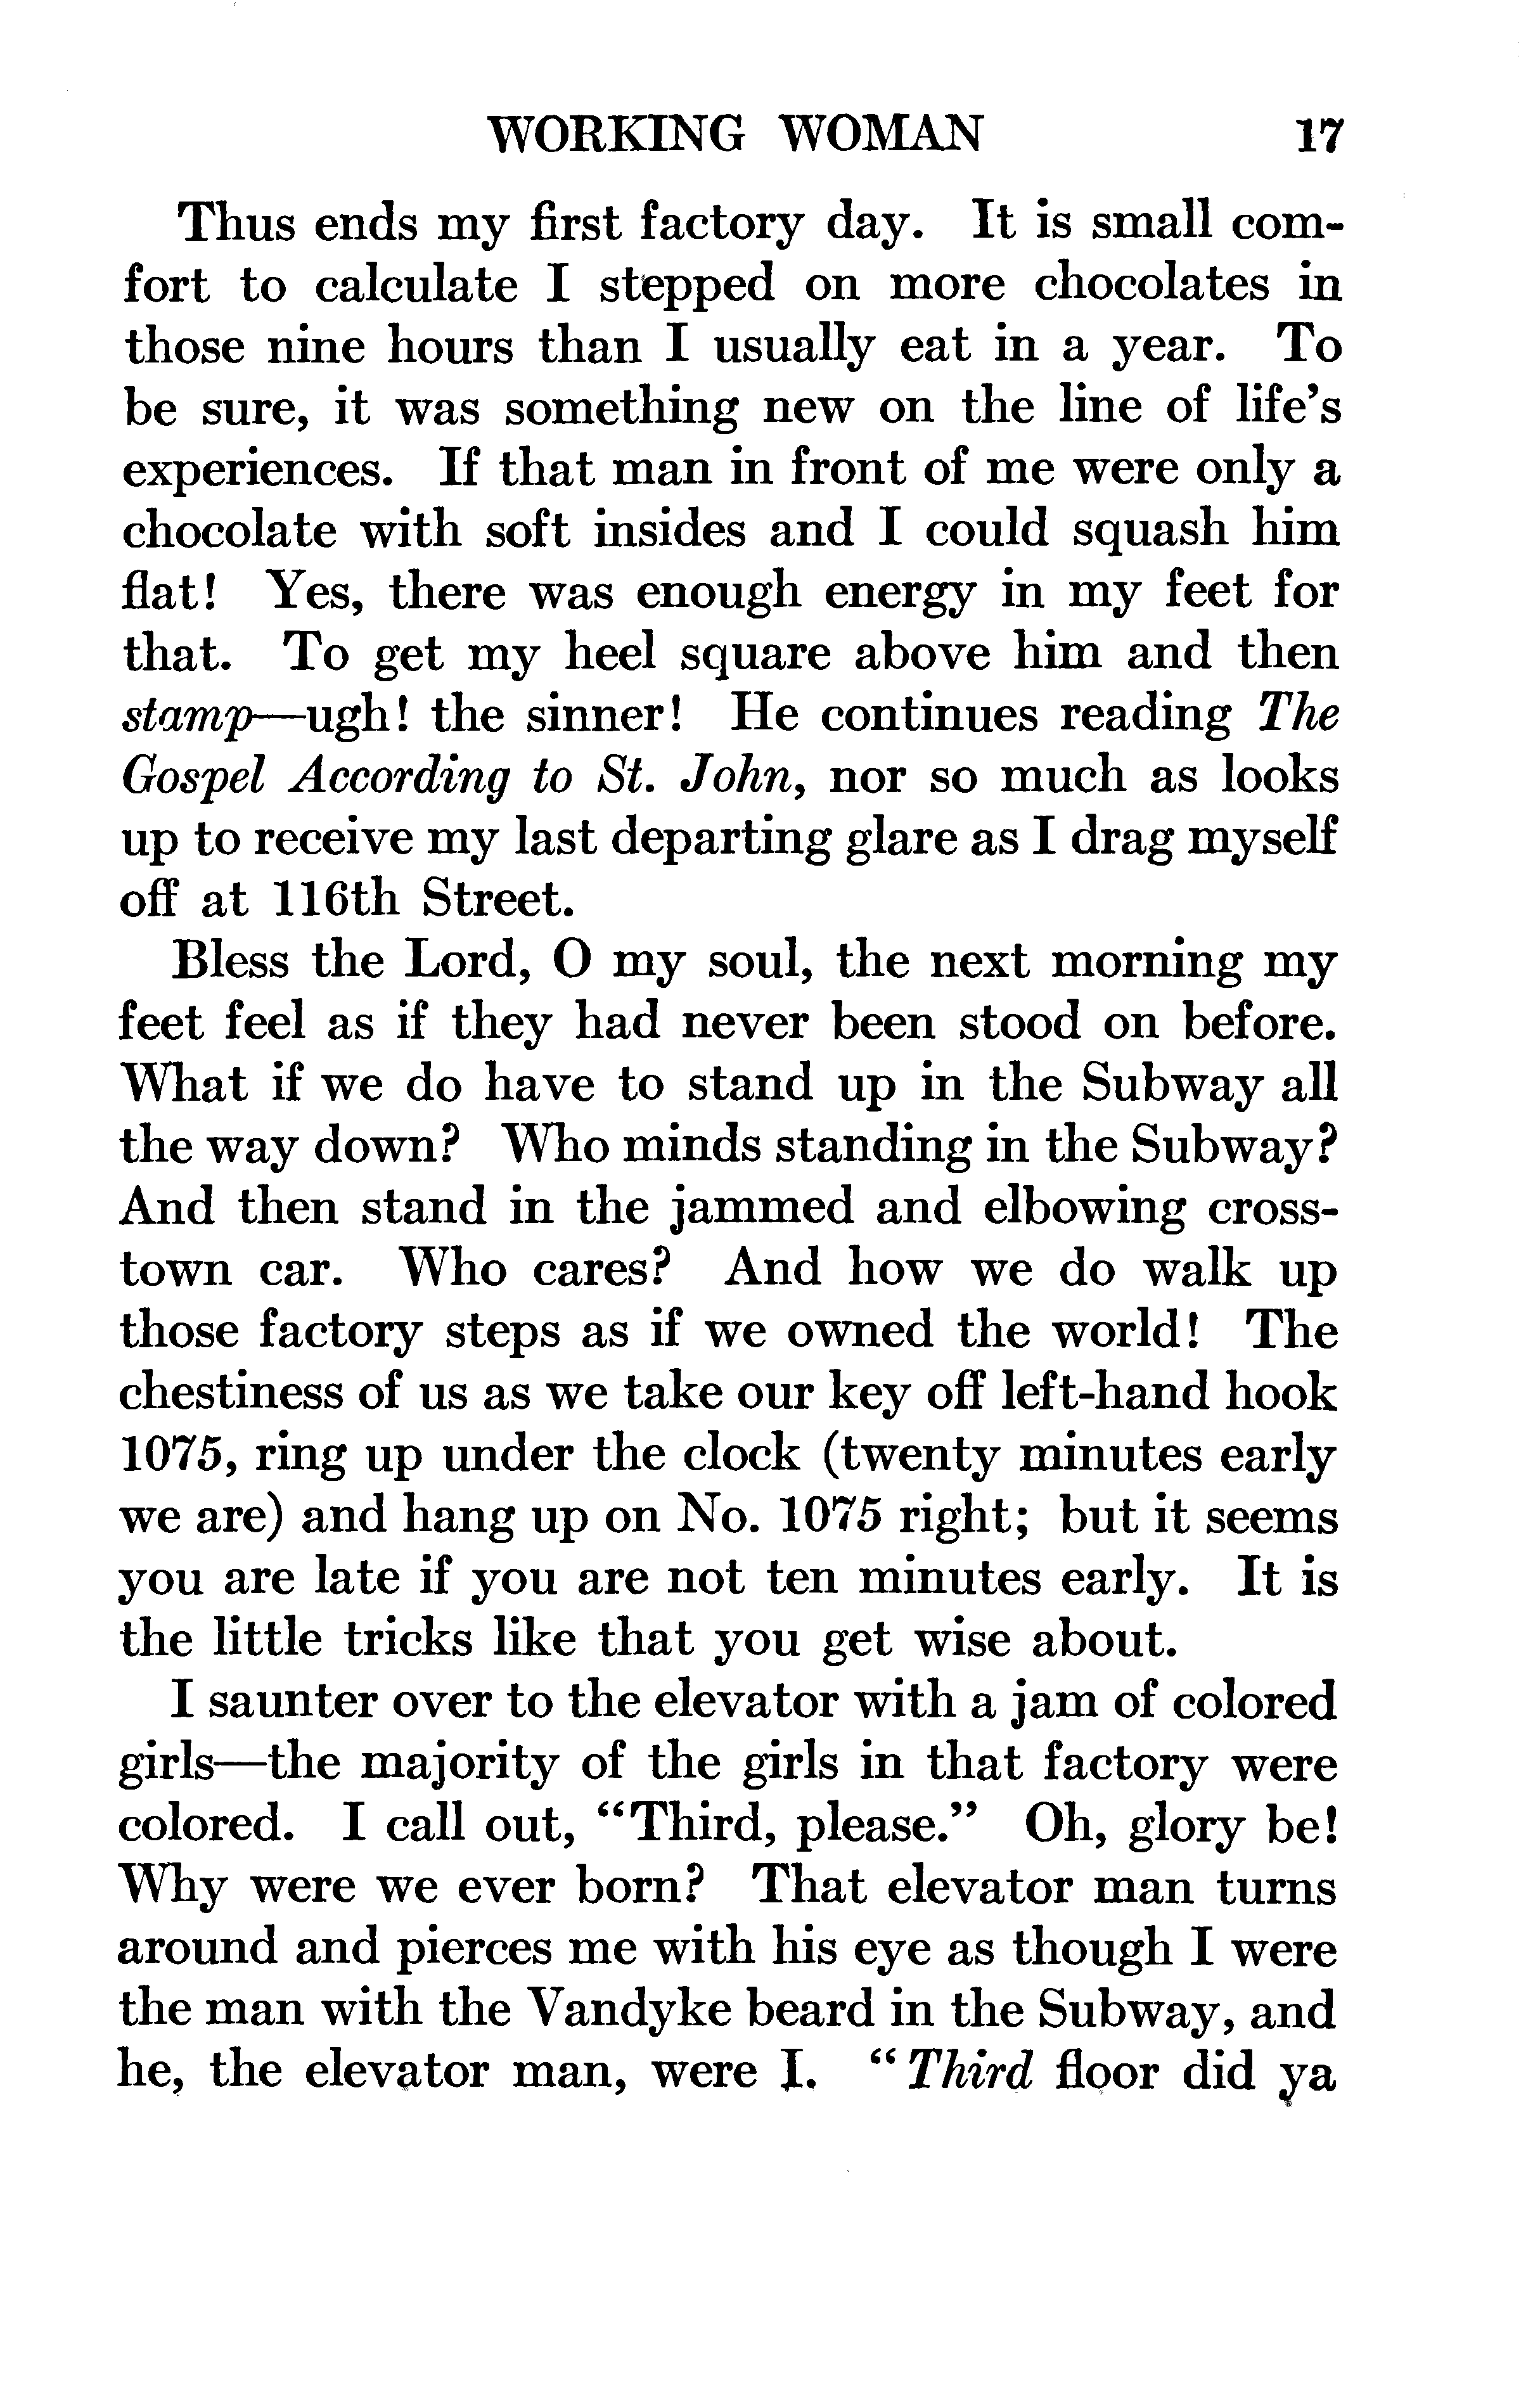 WORKING WOMAN 17
Thus ends my first factory day. It is small com-
fort to calculate I stepped on more chocolates in
those nine hours than I usually eat in a year. To
be sure, it was something new on the line of life's
experiences. If that man in front of me were only a
chocolate with soft insides and I could squash him
flat! Yes, there was enough energy in my feet for
that. To get my heel square above him and then
stamp—ugh! the sinner! He continues reading The
Gospel According to St. John, nor so much as looks
up to receive my last departing glare as I drag myself
off at 116th Street.
Bless the Lord, O my soul, the next morning my
feet feel as if they had never been stood on before.
What if we do have to stand up in the Subway all
the way down? Who minds standing in the Subway?
And then stand in the jammed and elbowing cross-
town car. Who cares? And how we do walk up
those factory steps as if we owned the world! The
chestiness of us as we take our key off left-hand hook
1075, ring up under the clock (twenty minutes early
we are) and hang up on No. 1075 right; but it seems
you are late if you are not ten minutes early. It is
the little tricks like that you get wise about.
I saunter over to the elevator with a jam of colored
girls—the majority of the girls in that factory were
colored. I call out, "Third, please." Oh, glory be!
Why were we ever born? That elevator man turns
around and pierces me with his eye as though I were
the man with the Vandyke beard in the Subway, and
he, the elevator man, were I. "Third floor did ya